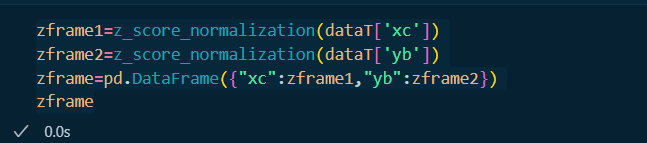 zframe1=z_score_normalization(dataT['xc'])
zframe2=z_score_normalization(dataT['yb'])
zframe=pd.DataFrame({"xc":zframe1,"yb":zframe2})
zframe
0.0s